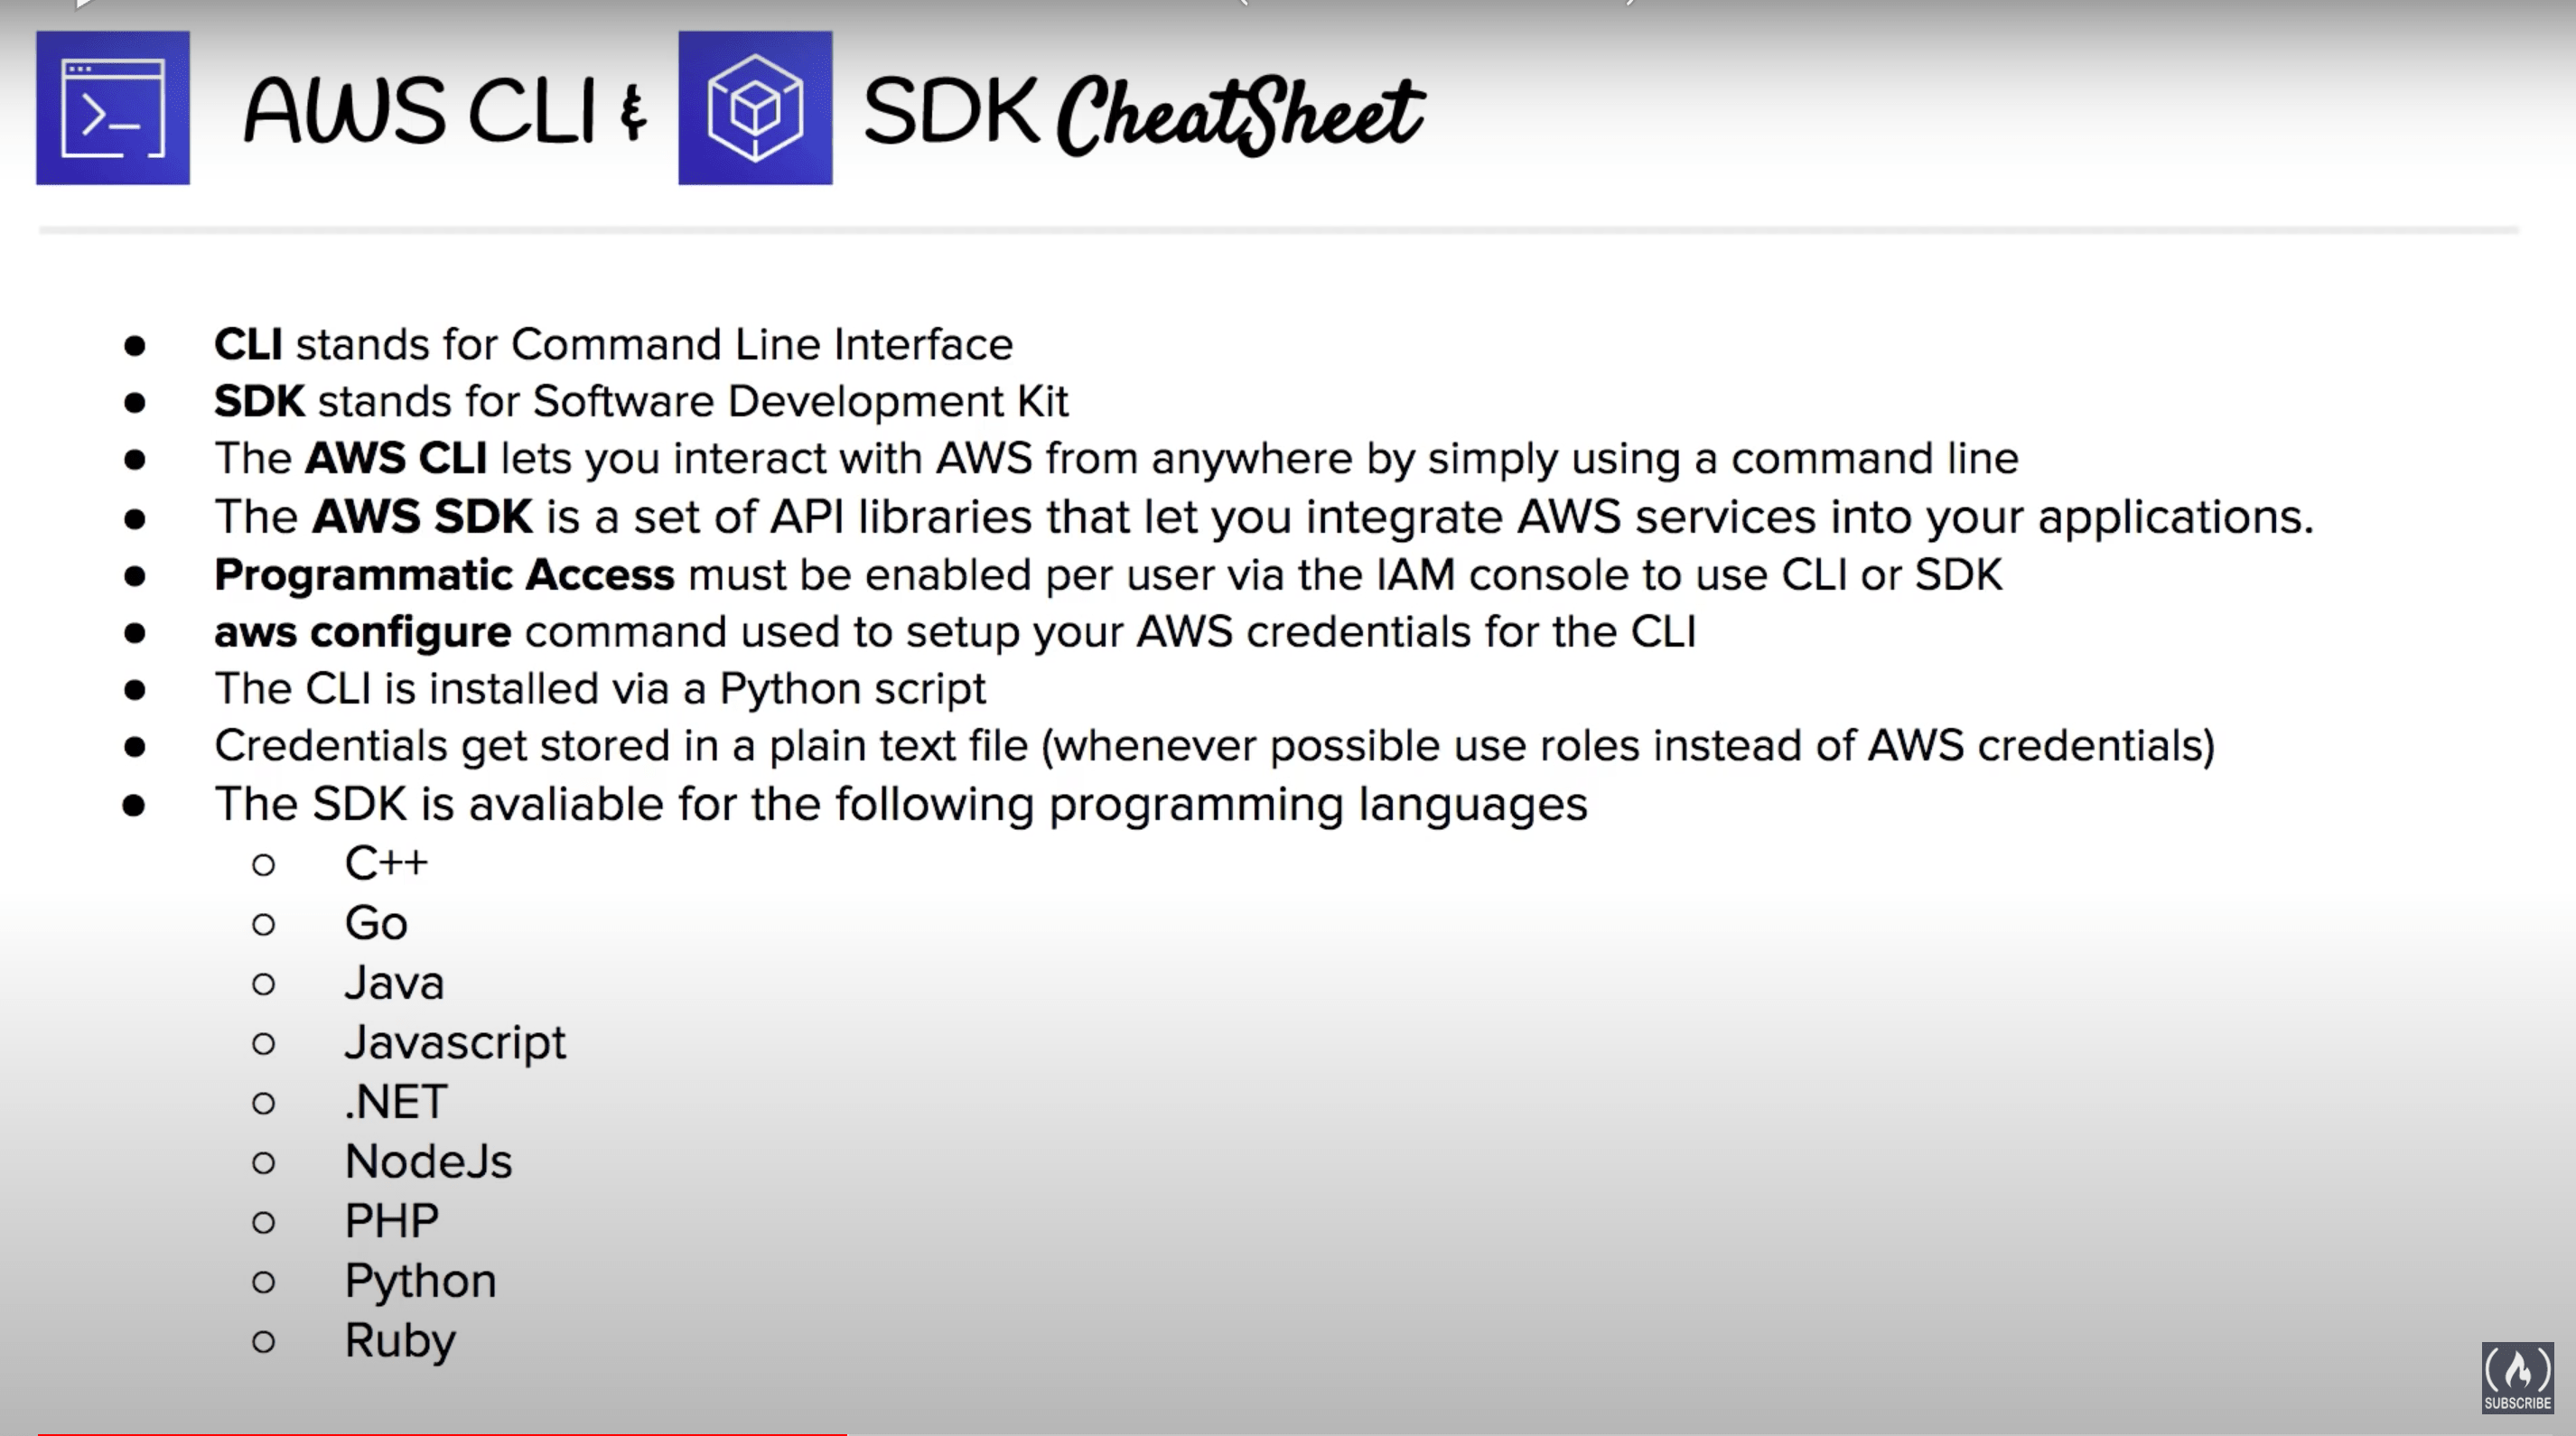 AWS CLI & SDK CheatSheet
● CLI stands for Command Line Interface
● SDK stands for Software Development Kit
● The AWS CLI lets you interact with AWS from anywhere by simply using a command line
● The AWS SDK is a set of API libraries that let you integrate AWS services into your applications.
● Programmatic Access must be enabled per user via the IAM console to use CLI or SDK
● aws configure command used to setup your AWS credentials for the CLI
● The CLI is installed via a Python script
● Credentials get stored in a plain text file (whenever possible use roles instead of AWS credentials)
● The SDK is avaliable for the following programming languages
○ C++
○ Go
○ Java
○ Javascript
○ .NET
○ NodeJs
○ PHP
○ Python
○ Ruby
SUBSCRIBE